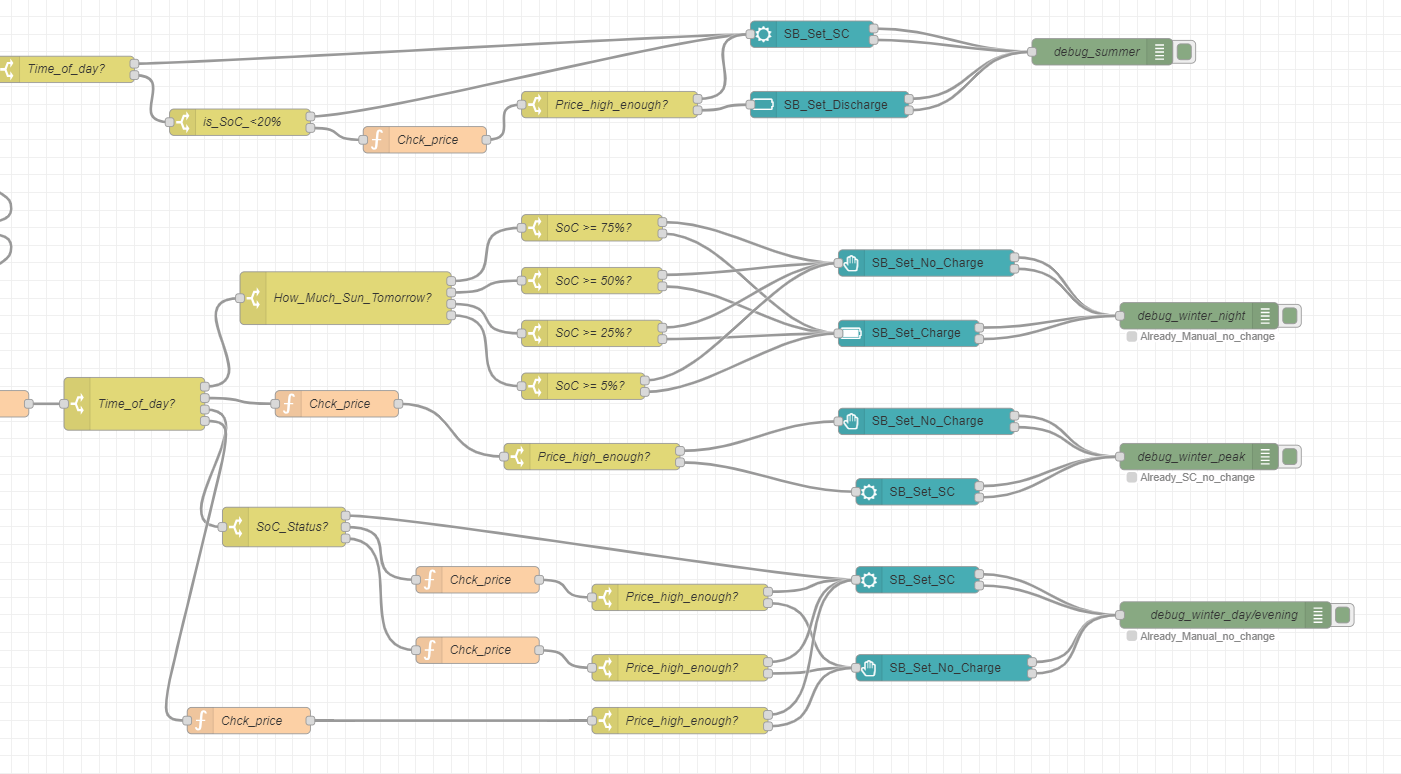 SB_Set_SC
debug_summer
Time_of_day?
Price_high_enough?
SB_Set_Discharge
is_SoC_<20%
Chck_price
SoC >= 75%?
SB_Set_No_Charge
SoC >= 50%?
How_Much_Sun_Tomorrow?
debug_winter_night
SoC >= 25%?
SB_Set_Charge
Already_Manual_no_change
SoC >= 5%?
Time_of_day?
Chck_price
SB_Set_No_Charge
Price_high_enough?
debug_winter_peak
Already_SC_no_change
SB_Set_SC
SoC_Status?
Chck_price
SB_Set_SC
Price_high_enough?
debug_winter_day/evening
Already_Manual_no_change
Chck_price
Price_high_enough?
SB_Set_No_Charge
Chck_price
Price_high_enough?